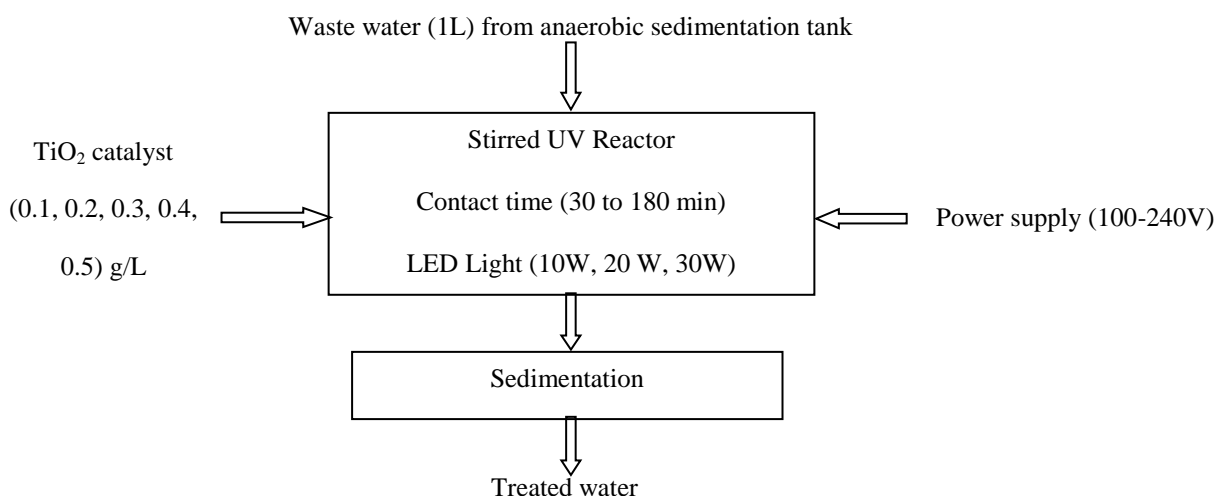 Waste water (1L) from anaerobic sedimentation tank
Stirred UV Reactor
Contact time (30 to 180 min)
LED Light (10W, 20 W, 30W)
TiO₂ catalyst
(0.1, 0.2, 0.3, 0.4,
0.5) g/L
Power supply (100-240V)
Sedimentation
Treated water